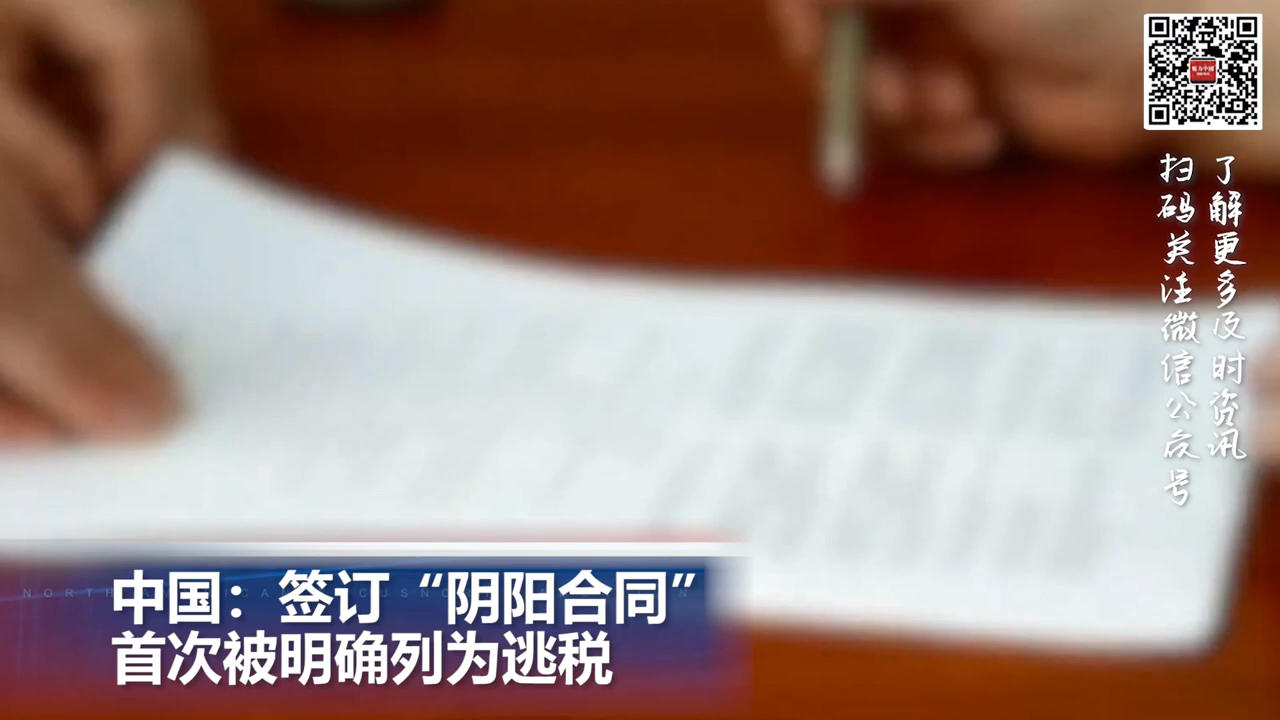 了解更多及时资讯
扫码关注微信公众号
中国：签订“阴阳合同”
首次被明确列为逃税